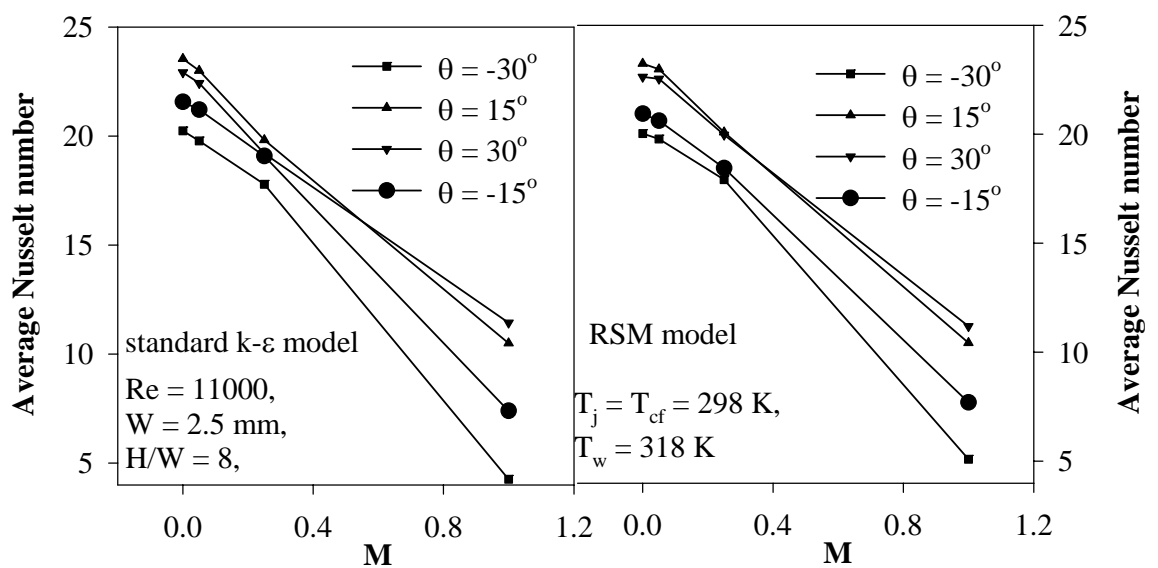 Average Nusselt number
25
20
15
10
5
θ = -30°
θ = 15°
θ = 30°
θ = -15°
standard k-ε model
Re = 11000,
W = 2.5 mm,
H/W = 8,
0.0 0.4 0.8 1.2
M
θ = -30°
θ = 15°
θ = 30°
θ = -15°
RSM model
T_j = T_cf = 298 K,
T_w = 318 K
0.0 0.4 0.8 1.2
M
25
20
15
10
5
Average Nusselt number